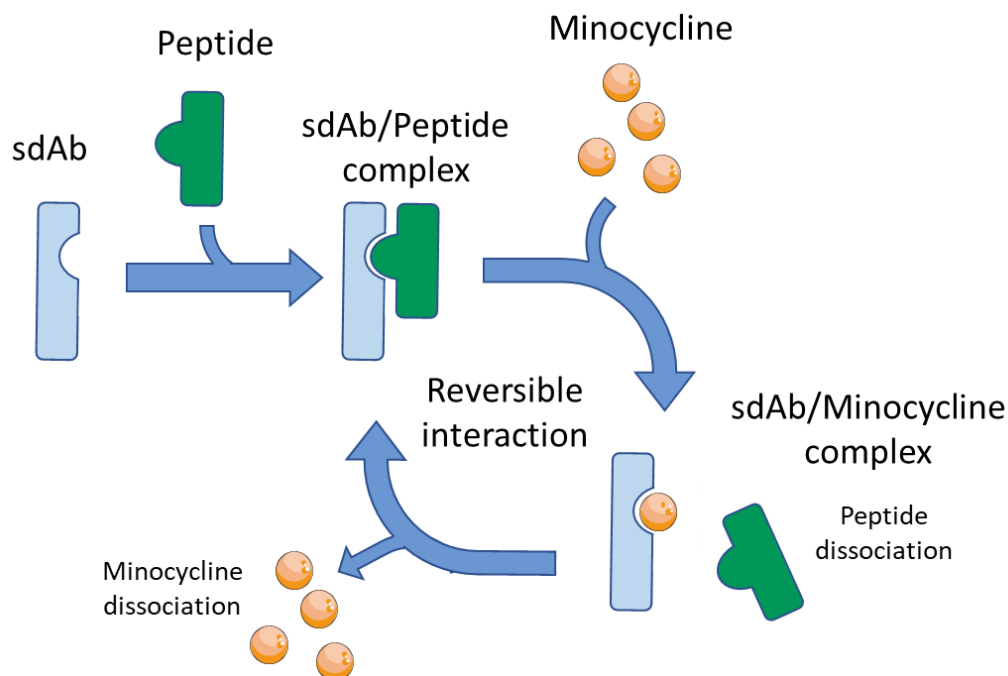 Peptide
Minocycline
sdAb
sdAb/Peptide
complex
Reversible
interaction
sdAb/Minocycline
complex
Peptide
dissociation
Minocycline
dissociation